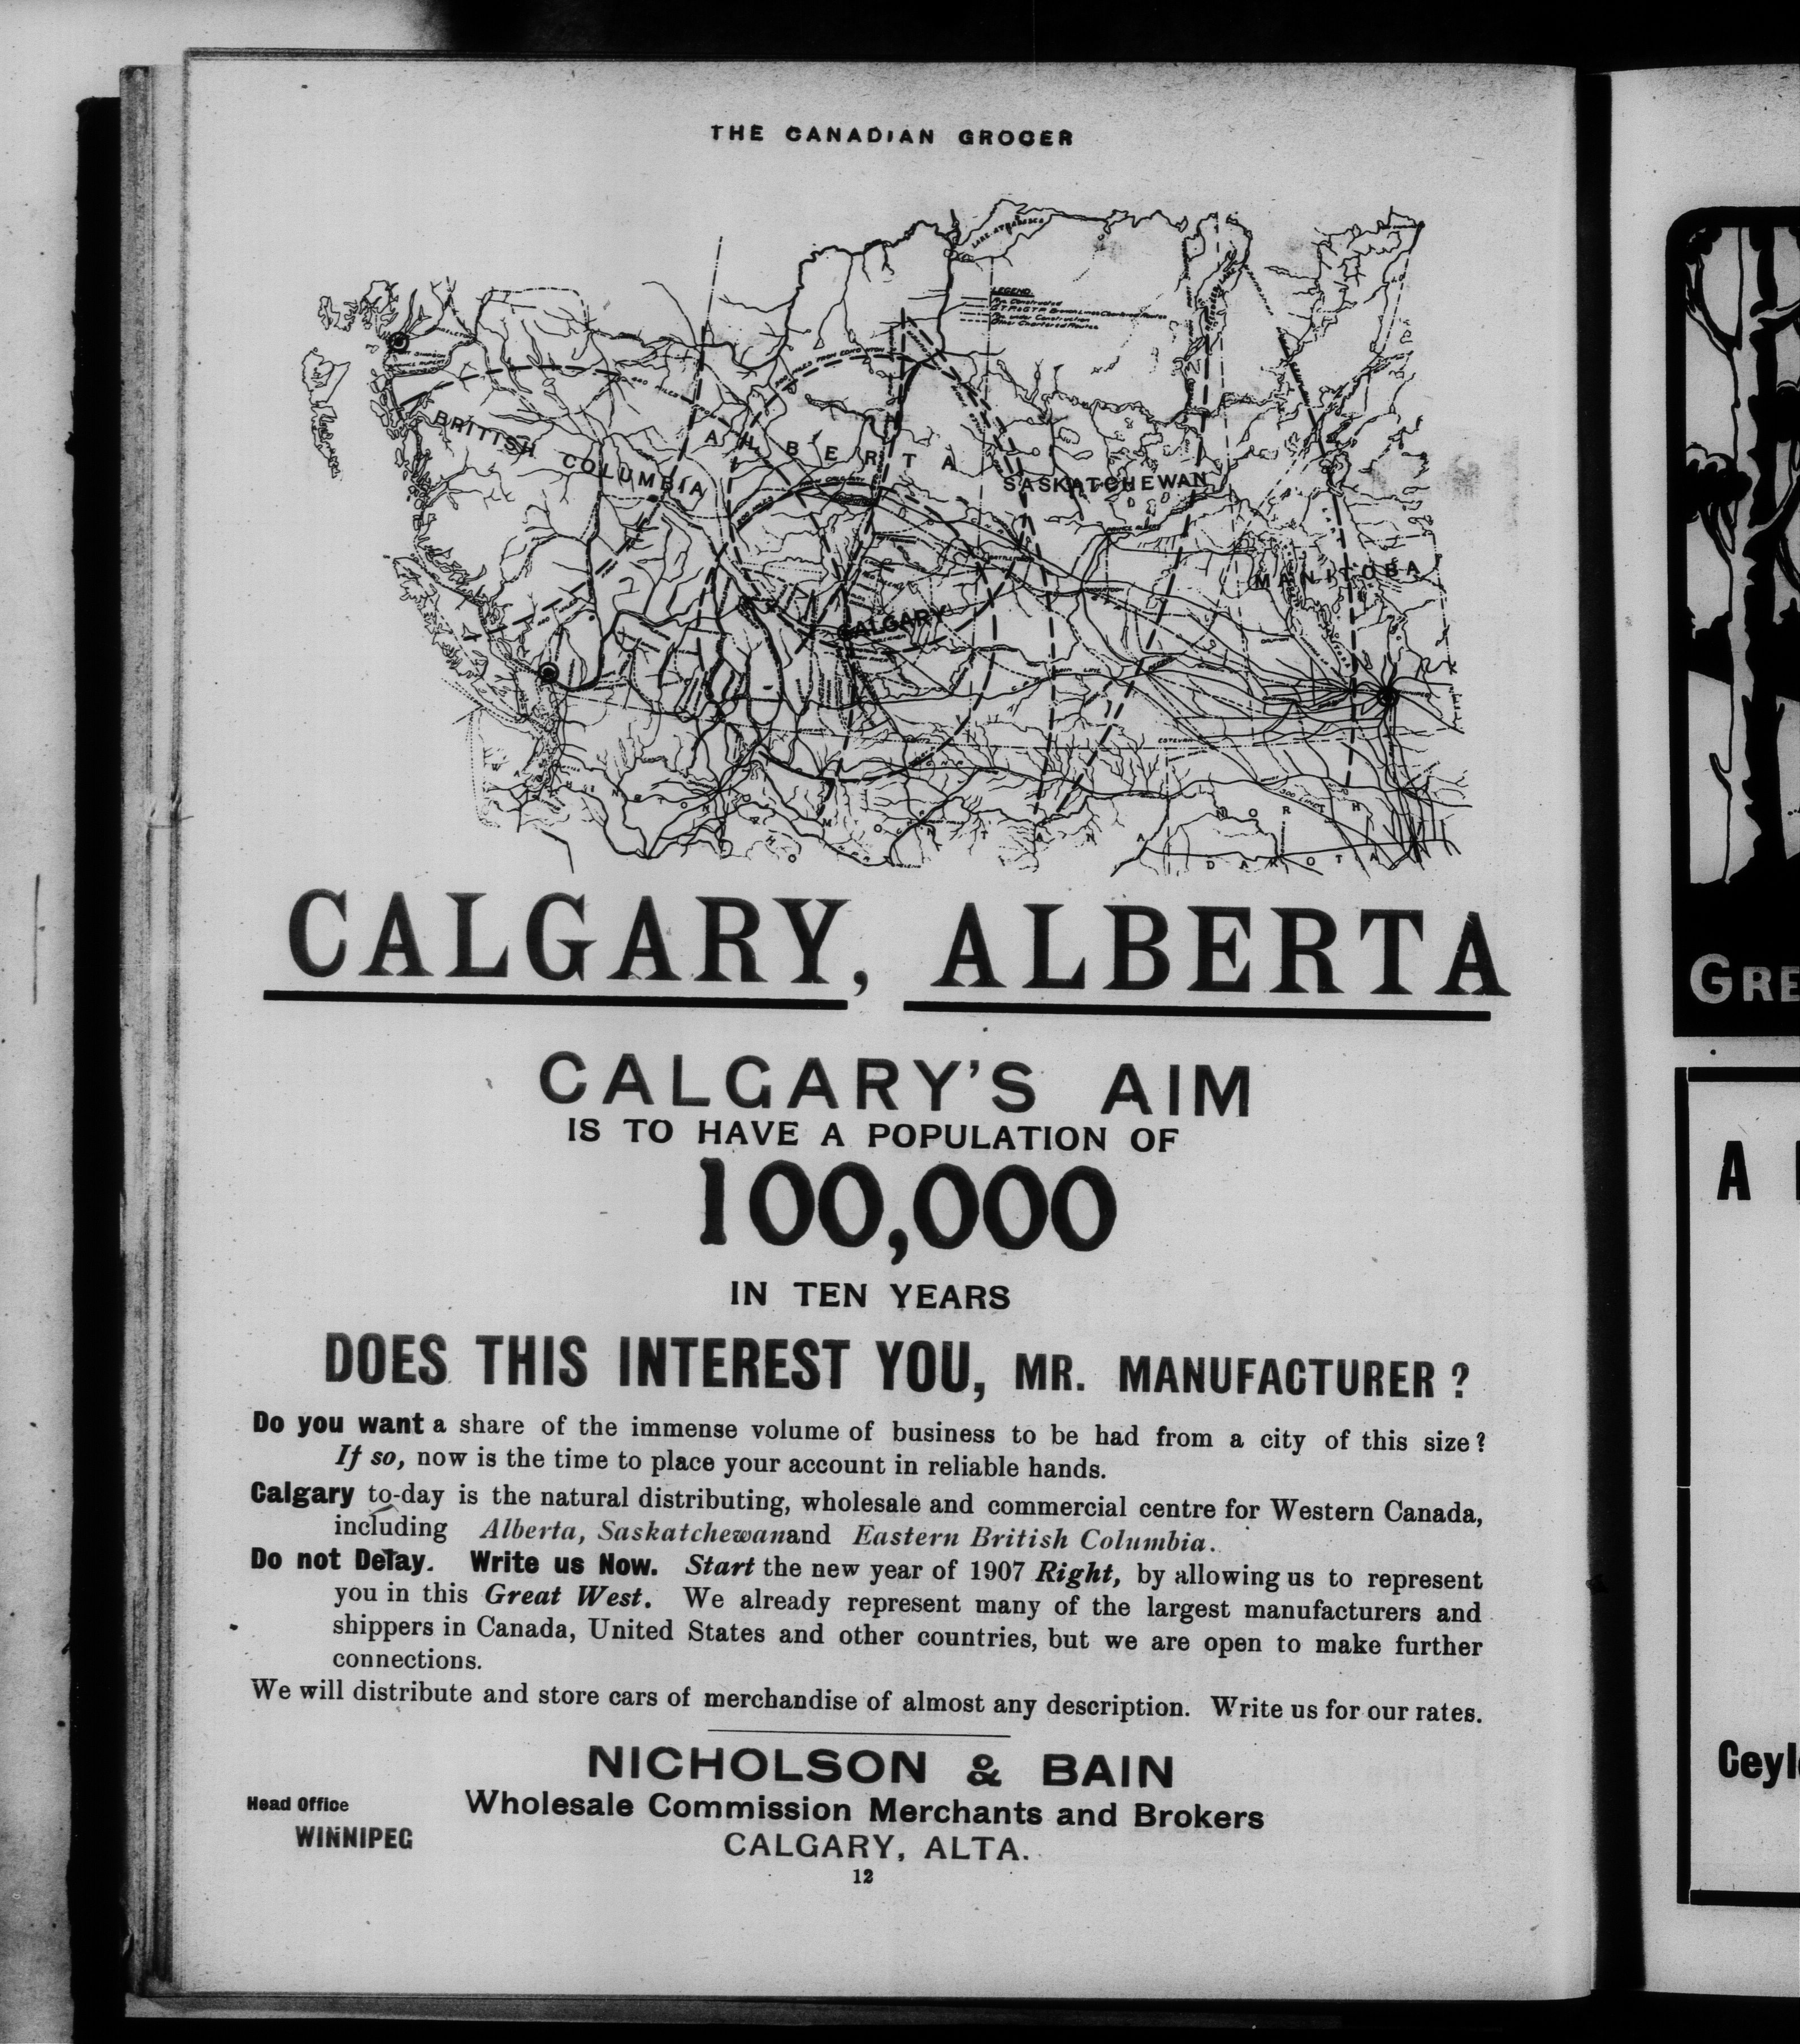 THE CANADIAN GROCER
LAKE ATHABASCA
LEGEND
BRITISH COLUMBIA
ALBERTA
SASKATCHEWAN
MANITOBA
CALGARY
ESTEVAN
MONTANA
NORTH
DAKOTA
CALGARY, ALBERTA
CALGARY'S AIM
IS TO HAVE A POPULATION OF
100,000
IN TEN YEARS
DOES THIS INTEREST YOU, MR. MANUFACTURER ?
Do you want a share of the immense volume of business to be had from a city of this size?
If so, now is the time to place your account in reliable hands.
Calgary to-day is the natural distributing, wholesale and commercial centre for Western Canada,
including Alberta, Saskatchewanand Eastern British Columbia.
Do not Delay. Write us Now. Start the new year of 1907 Right, by allowing us to represent
you in this Great West. We already represent many of the largest manufacturers and
shippers in Canada, United States and other countries, but we are open to make further
connections.
We will distribute and store cars of merchandise of almost any description. Write us for our rates.
NICHOLSON & BAIN
Head Office
Wholesale Commission Merchants and Brokers
WINNIPEG
CALGARY, ALTA.
12
GRE
A
Ceyl